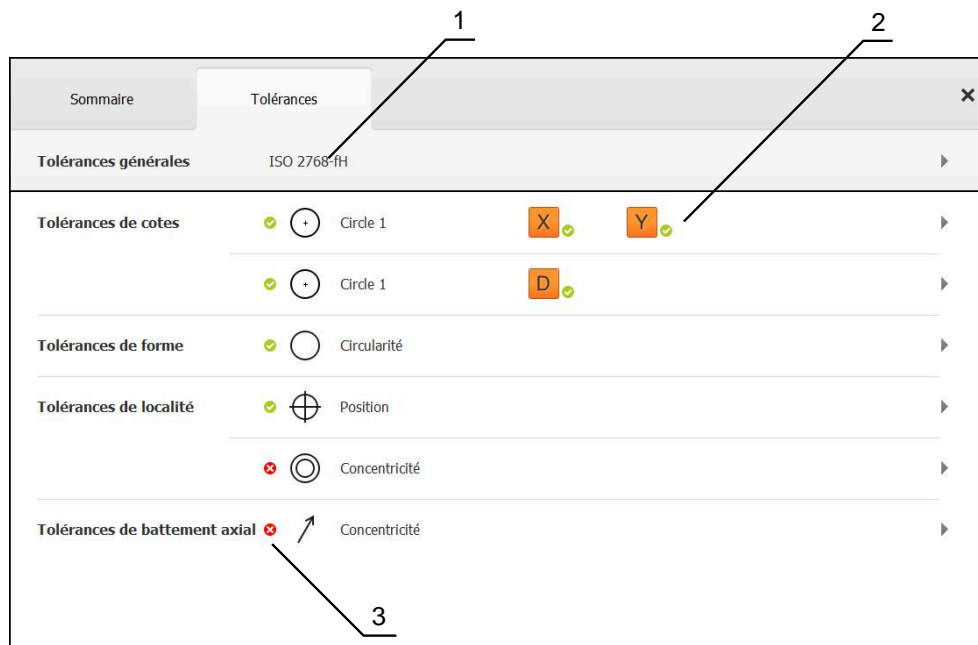 1 2
Sommaire Tolérances
Tolérances générales ISO 2768-fH
Tolérances de cotes Circle 1 X Y
Circle 1 D
Tolérances de forme Circularité
Tolérances de localité Position
Concentricité
Tolérances de battement axial Concentricité
3